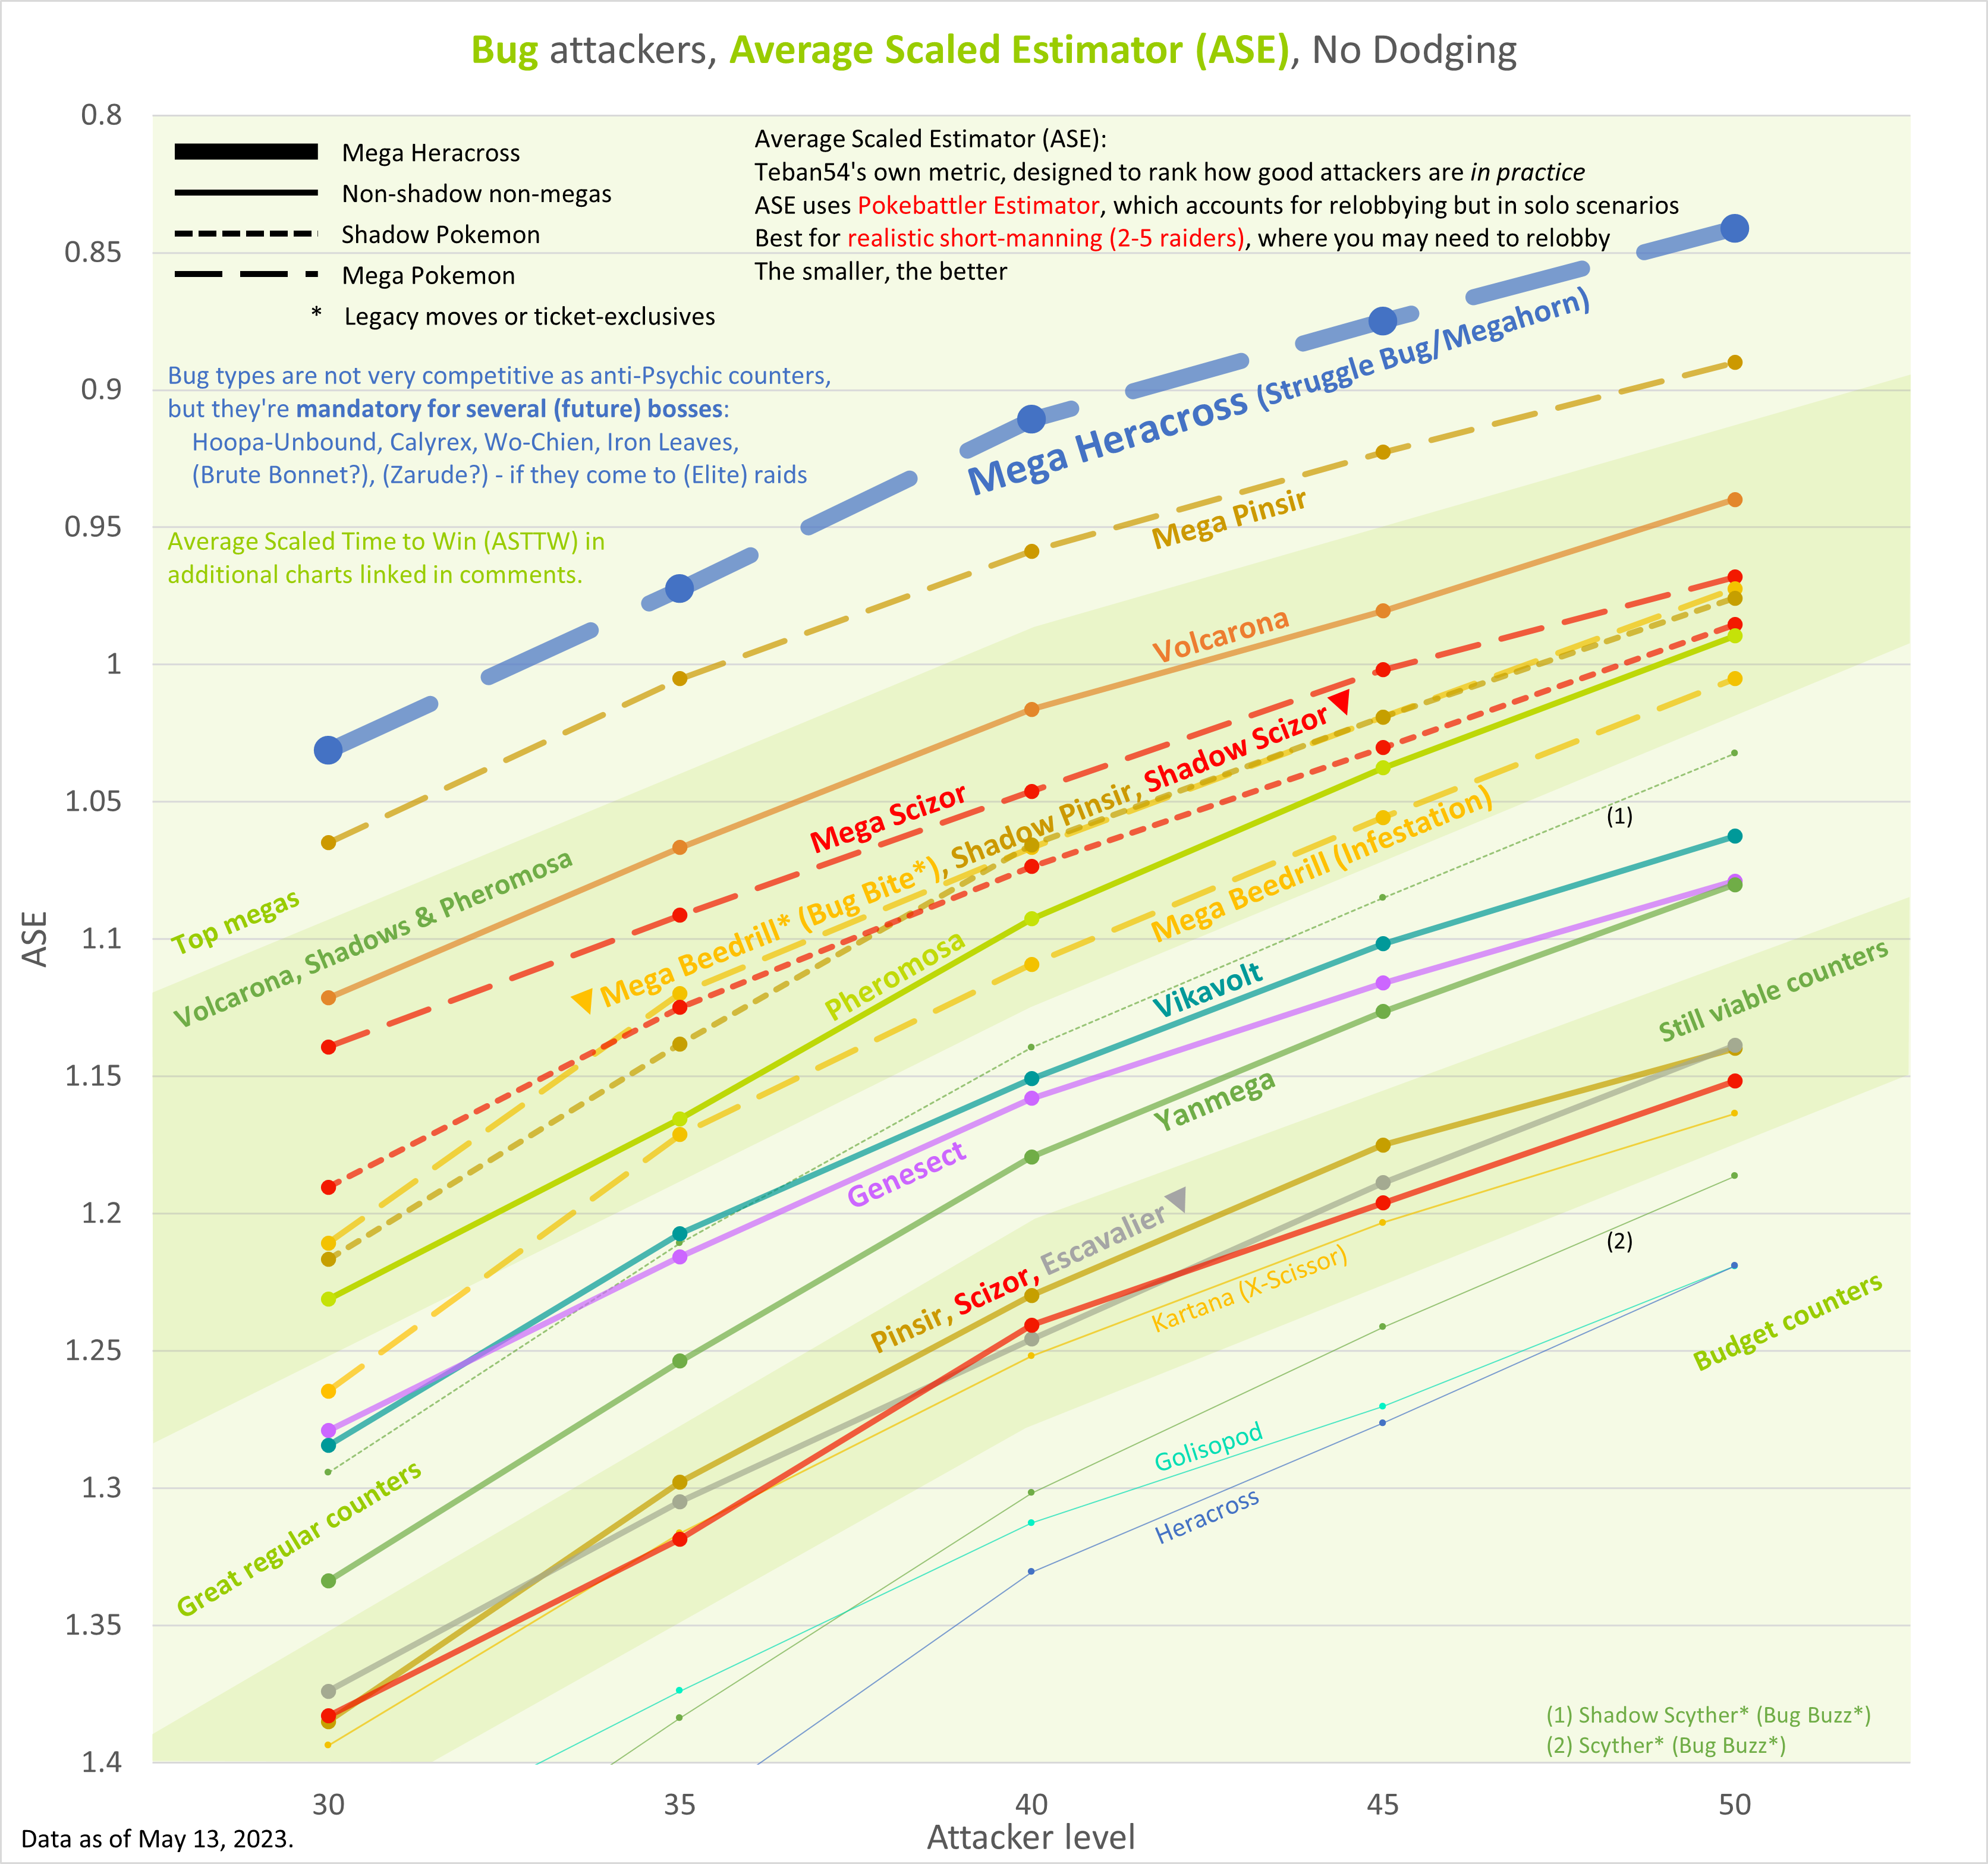 Bug attackers, Average Scaled Estimator (ASE), No Dodging
0.8
0.85
0.9
0.95
1
1.05
1.1
1.15
1.2
1.25
1.3
1.35
1.4
ASE
Mega Heracross
Non-shadow non-megas
Shadow Pokemon
Mega Pokemon
* Legacy moves or ticket-exclusives
Average Scaled Estimator (ASE):
Teban54's own metric, designed to rank how good attackers are in practice
ASE uses Pokebattler Estimator, which accounts for relobbying but in solo scenarios
Best for realistic short-manning (2-5 raiders), where you may need to relobby
The smaller, the better
Bug types are not very competitive as anti-Psychic counters,
but they're mandatory for several (future) bosses:
Hoopa-Unbound, Calyrex, Wo-Chien, Iron Leaves,
(Brute Bonnet?), (Zarude?) - if they come to (Elite) raids
Average Scaled Time to Win (ASTTW) in
additional charts linked in comments.
Mega Heracross (Struggle Bug/Megahorn)
Mega Pinsir
Volcarona
Mega Scizor
Mega Beedrill* (Bug Bite*), Shadow Pinsir, Shadow Scizor
Top megas
Volcarona, Shadows & Pheromosa
Pheromosa
Mega Beedrill (Infestation)
(1)
Vikavolt
Genesect
Yanmega
Still viable counters
Pinsir, Scizor, Escavalier
Kartana (X-Scissor)
(2)
Great regular counters
Golisopod
Heracross
Budget counters
(1) Shadow Scyther* (Bug Buzz*)
(2) Scyther* (Bug Buzz*)
30
35
40
45
50
Attacker level
Data as of May 13, 2023.